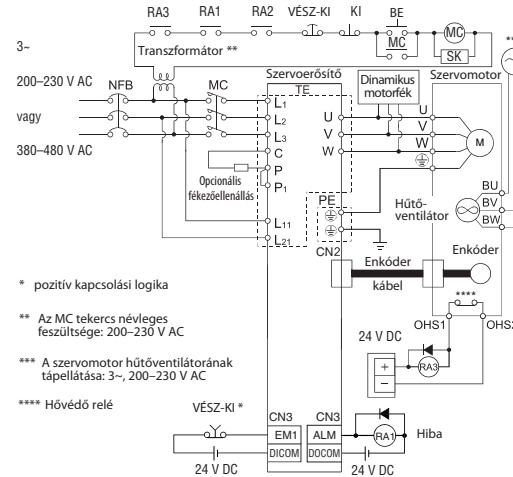 RA3 RA1 RA2 VÉSZ-KI KI BE
MC
MC
SK
***
3~
200–230 V AC
vagy
380–480 V AC
Transzformátor **
NFB
MC
Szervoerősítő
TE
Dinamikus
motorfék
Szervomotor
L1
L2
L3
C
P
P1
L11
L21
U
V
W
U
V
W
M
Opcionális
fékezőellenállás
PE
Hűtő-
ventilátor
BU
BV
BW
CN2
Enkóder
kábel
Enkóder
****
OHS1
OHS2
24 V DC
+
–
RA3
* pozitív kapcsolási logika
** Az MC tekercs névleges
feszültsége: 200–230 V AC
*** A szervomotor hűtőventilátorának
tápellátása: 3~, 200–230 V AC
**** Hővédő relé
VÉSZ-KI *
CN3
CN3
EM1
ALM
DICOM
DOCOM
RA1
Hiba
24 V DC
24 V DC